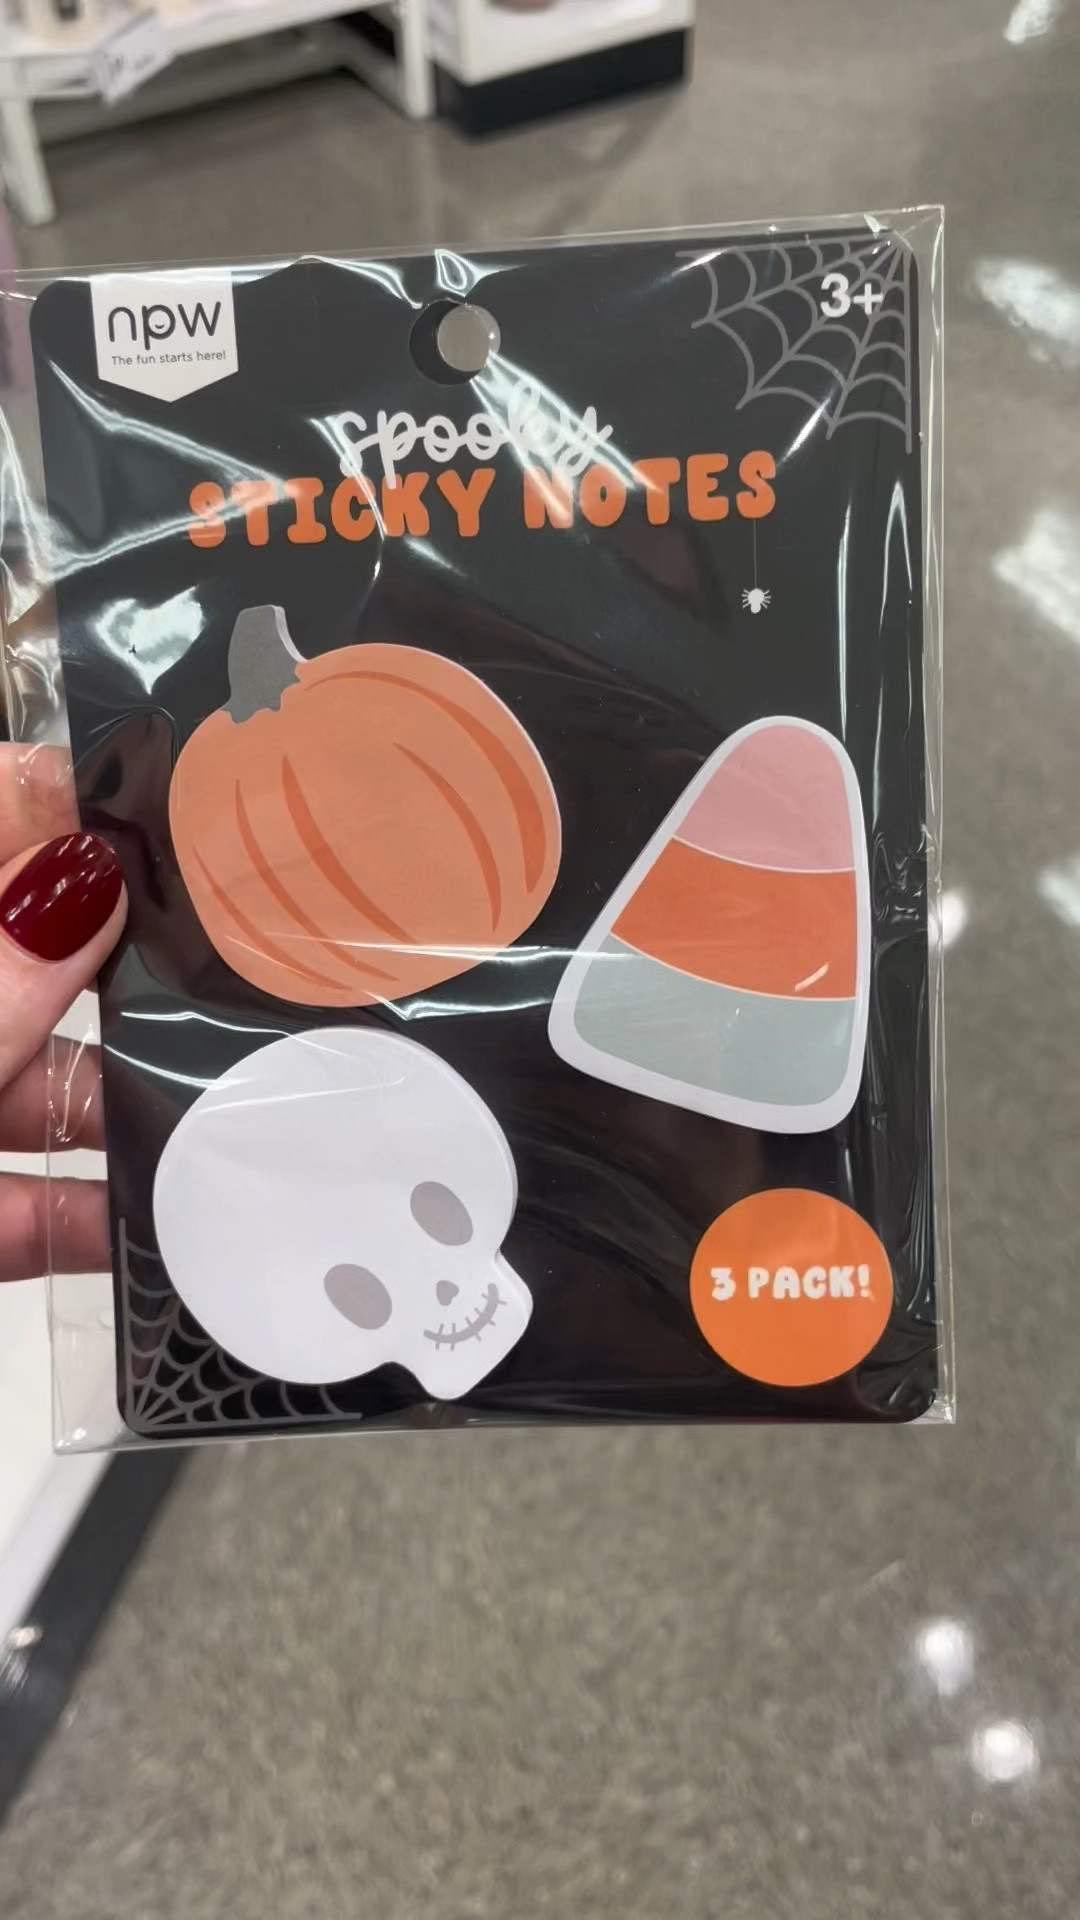 npw
The fun starts here!
3+
spooky
STICKY NOTES
3 PACK!